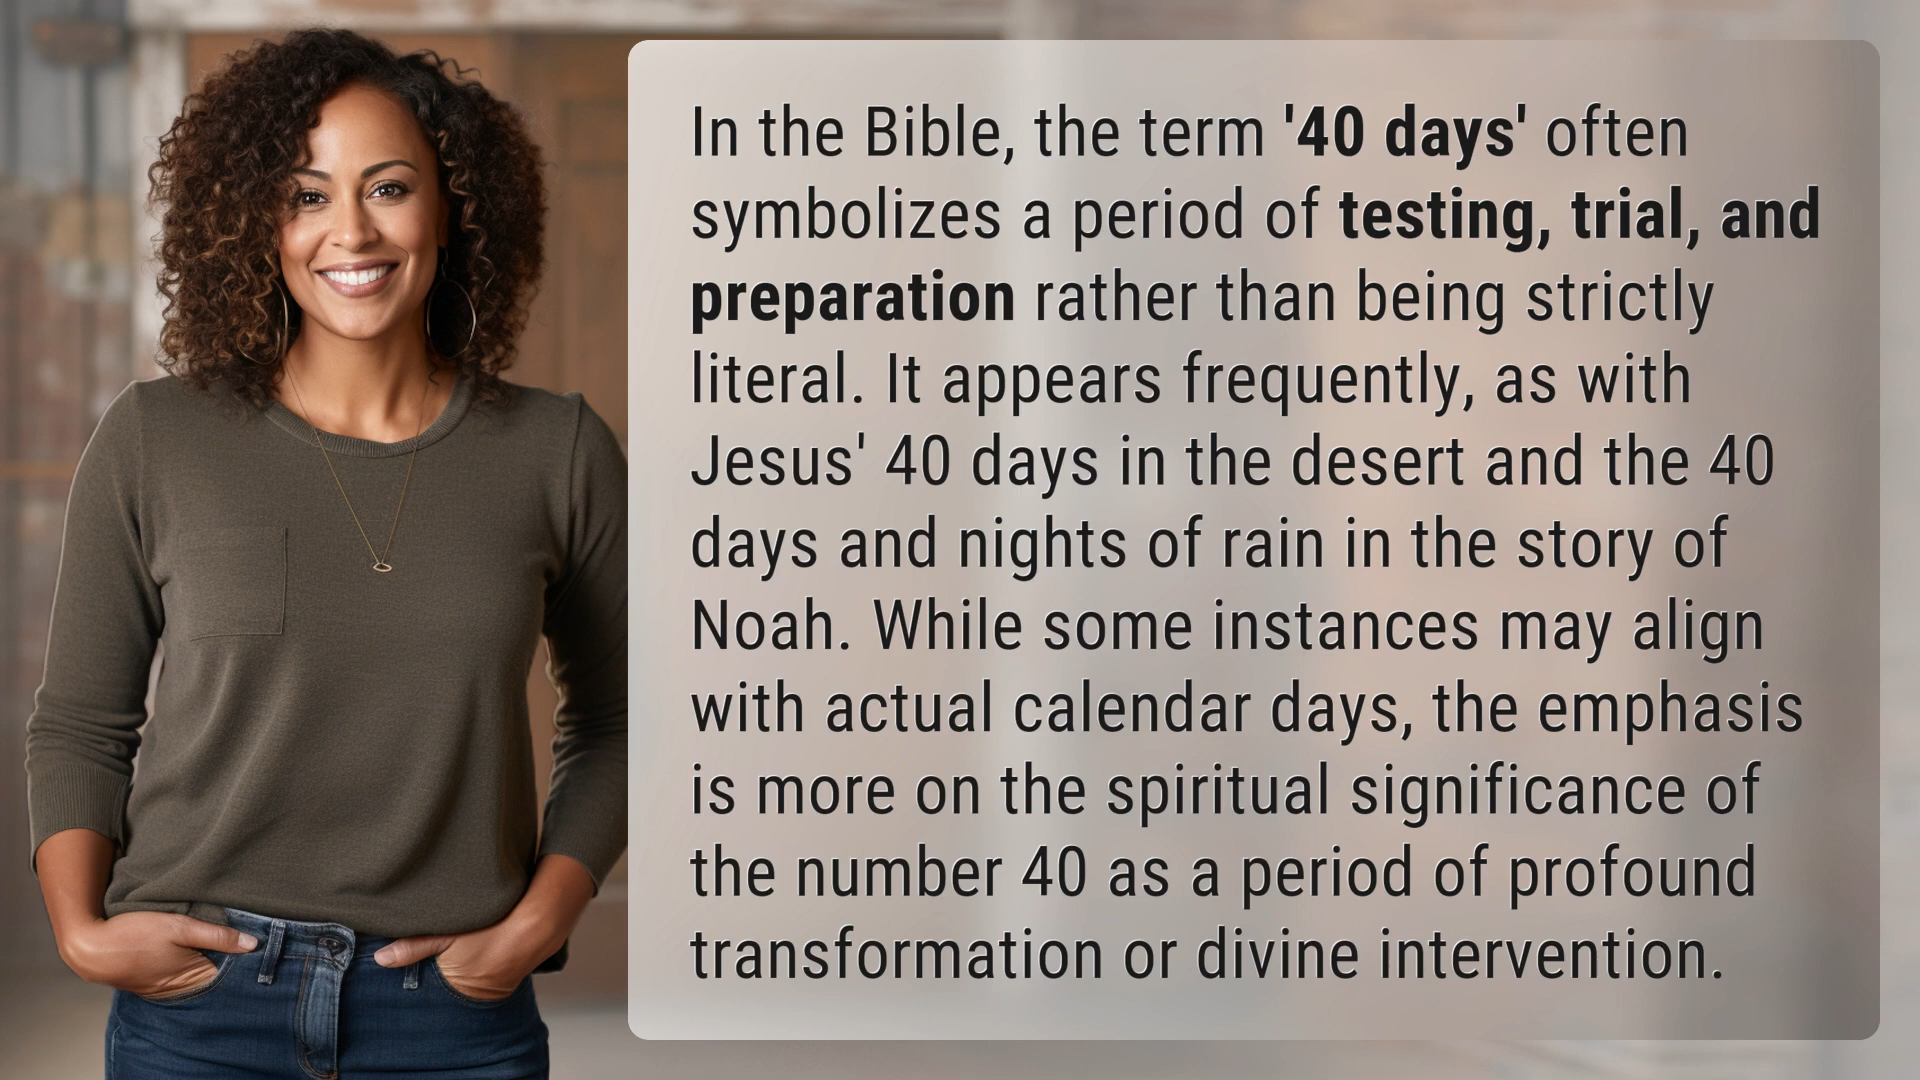 In the Bible, the term '40 days' often
symbolizes a period of testing, trial, and
preparation rather than being strictly
literal. It appears frequently, as with
Jesus' 40 days in the desert and the 40
days and nights of rain in the story of
Noah. While some instances may align
with actual calendar days, the emphasis
is more on the spiritual significance of
the number 40 as a period of profound
transformation or divine intervention.